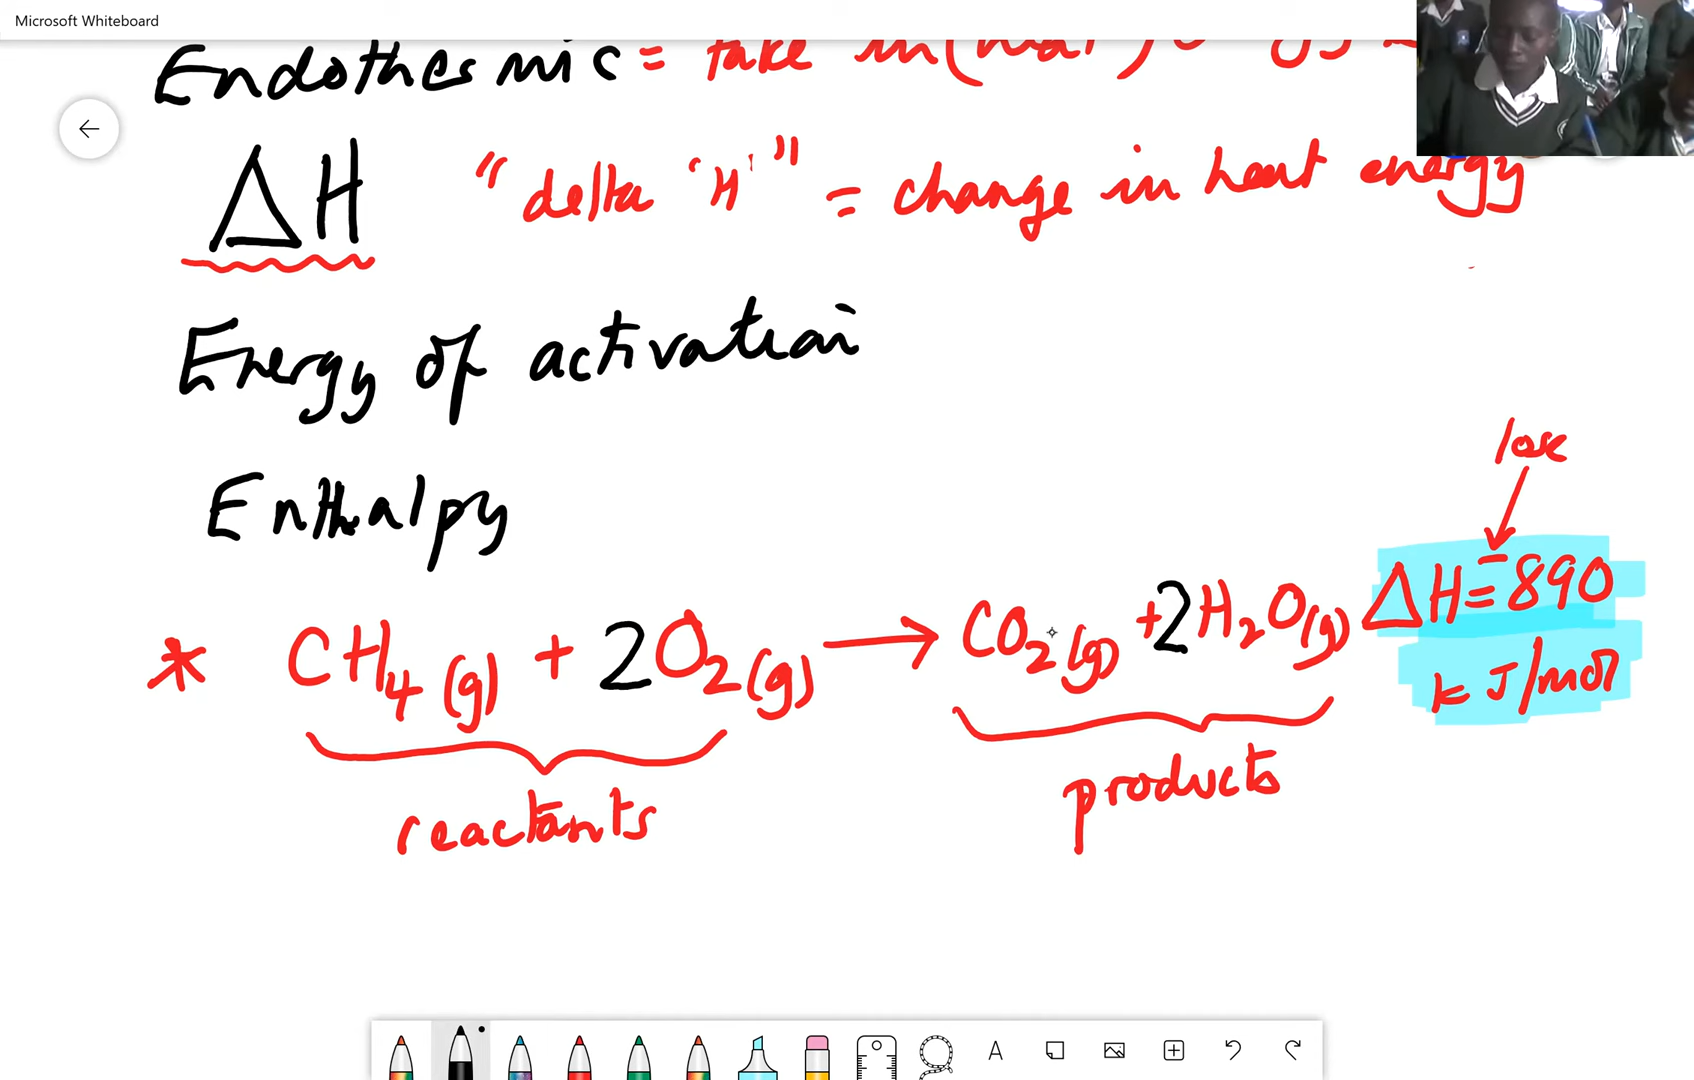 Microsoft Whiteboard
Endothermic = take in (heat)
ΔH "delta 'H'" = change in heat energy
Energy of activation
Enthalpy
lose
* CH₄(g) + 2O₂(g) → CO₂(g) + 2H₂O(g) ΔH = -890
kJ/mol
reactants products
A